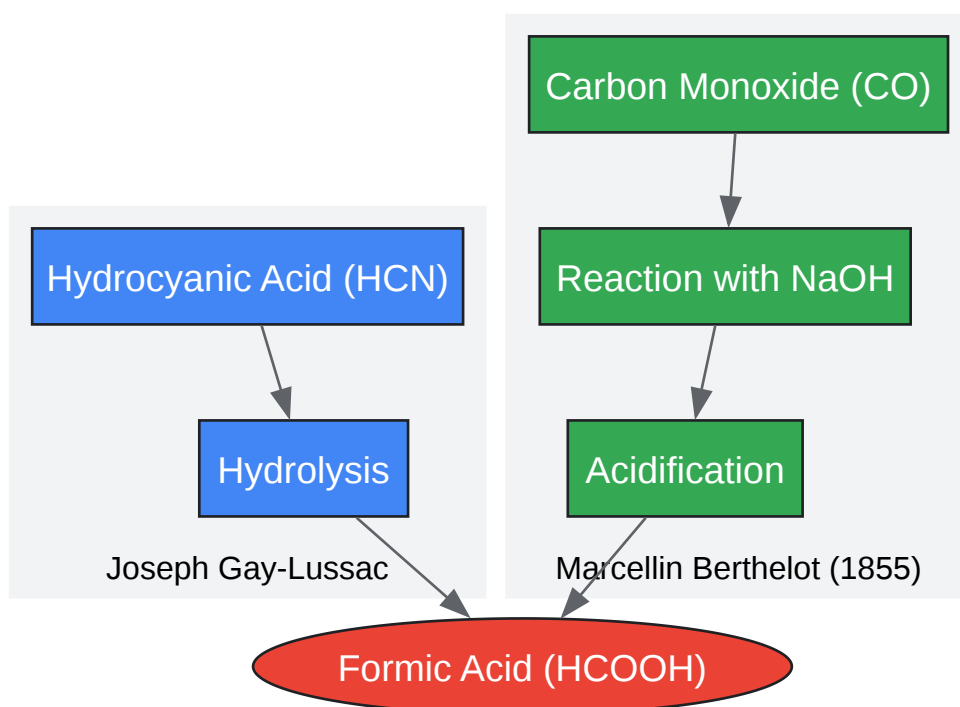 Carbon Monoxide (CO)
Hydrocyanic Acid (HCN)
Reaction with NaOH
Hydrolysis
Acidification
Joseph Gay-Lussac
Marcellin Berthelot (1855)
Formic Acid (HCOOH)